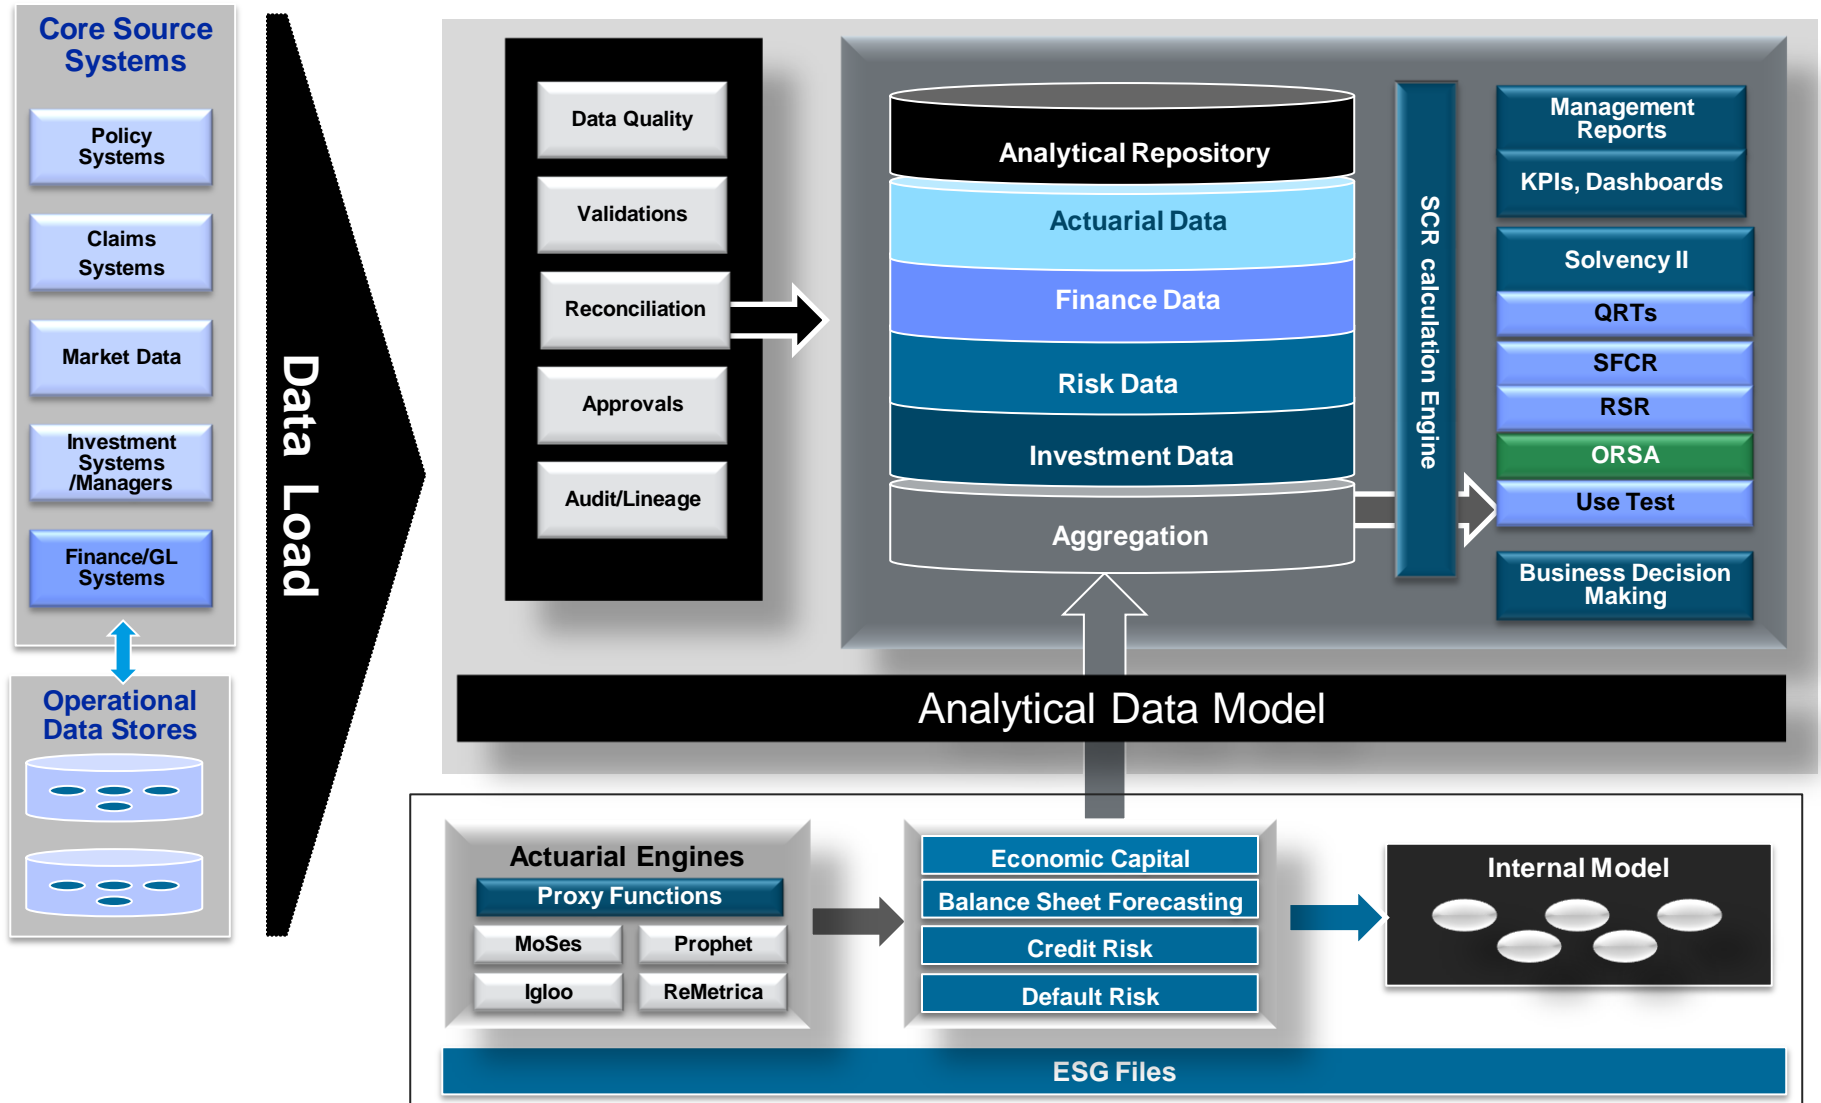 Core Source
Systems
Policy
Systems
Claims
Systems
Market Data
Investment
Systems
/Managers
Finance/GL
Systems
Operational
Data Stores
Data Load
Data Quality
Validations
Reconciliation
Approvals
Audit/Lineage
Analytical Repository
Actuarial Data
Finance Data
Risk Data
Investment Data
Aggregation
SCR calculation Engine
Management
Reports
KPIs, Dashboards
Solvency II
QRTs
SFCR
RSR
ORSA
Use Test
Business Decision
Making
Analytical Data Model
Actuarial Engines
Proxy Functions
MoSes
Prophet
Igloo
ReMetrica
Economic Capital
Balance Sheet Forecasting
Credit Risk
Default Risk
Internal Model
ESG Files